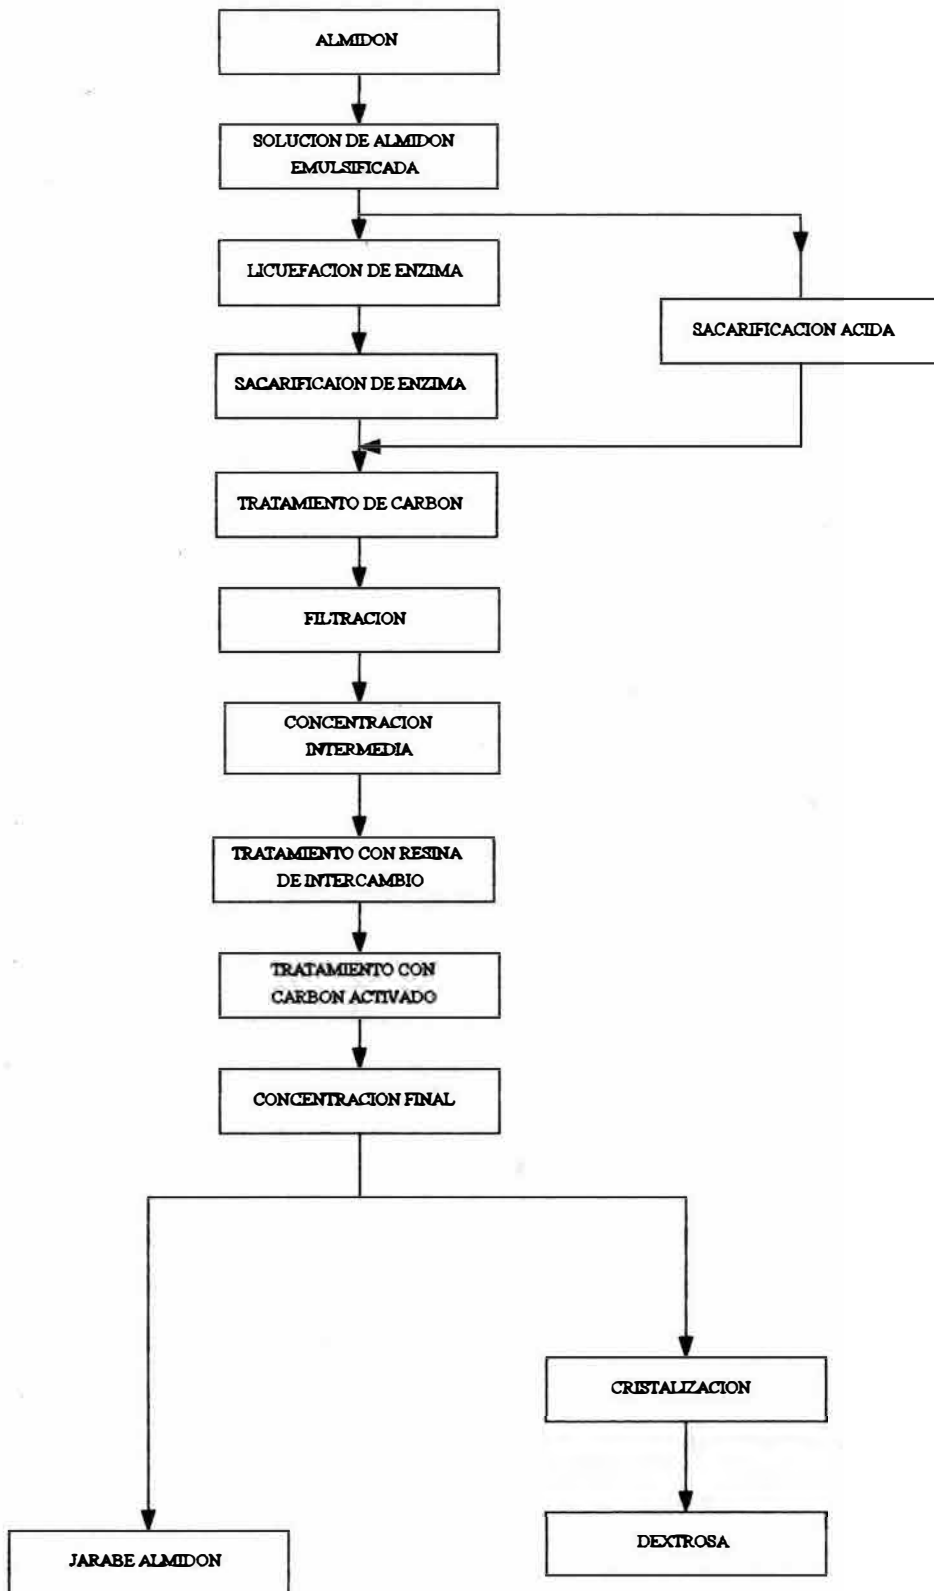 ALMIDON
SOLUCION DE ALMIDON
EMULSIFICADA
LICUEFACION DE ENZIMA
SACARIFICACION ACIDA
SACARIFICAION DE ENZIMA
TRATAMIENTO DE CARBON
FILTRACION
CONCENTRACION
INTERMEDIA
TRATAMIENTO CON RESINA
DE INTERCAMBIO
TRATAMIENTO CON
CARBON ACTIVADO
CONCENTRACION FINAL
CRISTALIZACION
DEXTROSA
JARABE ALMIDON